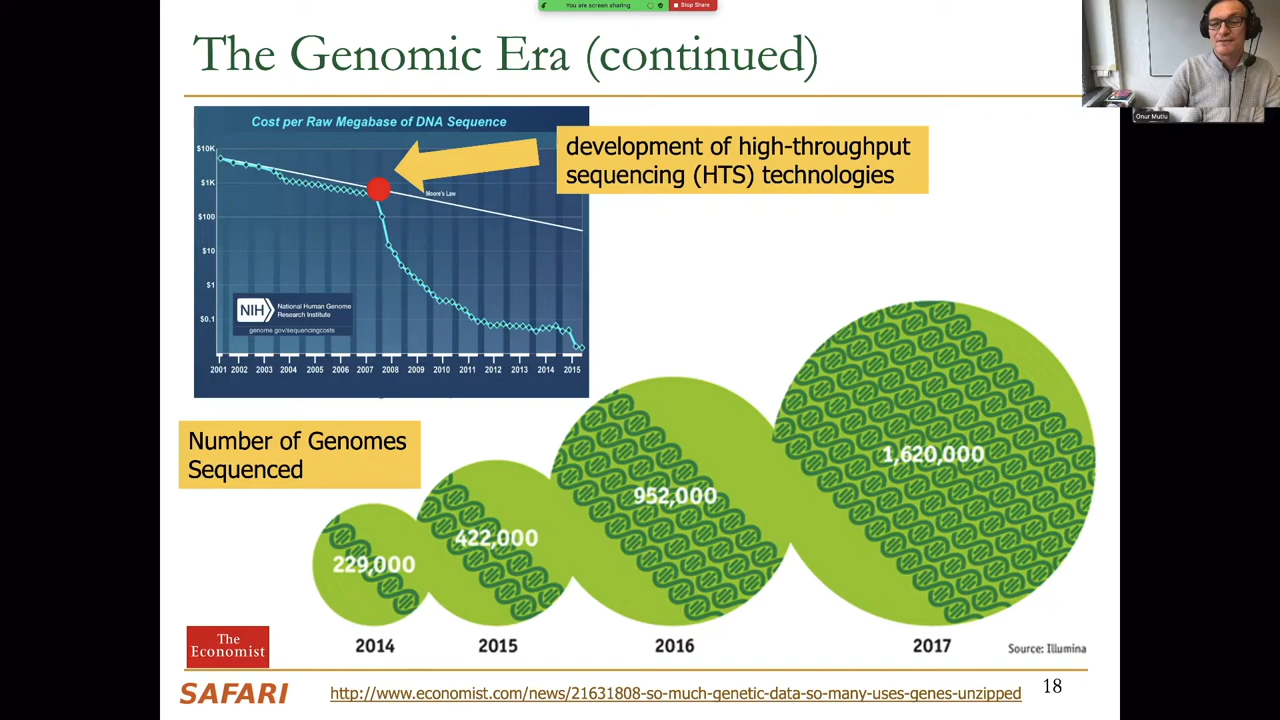 You are screen sharing
Stop Share
The Genomic Era (continued)
Onur Mutlu
Cost per Raw Megabase of DNA Sequence
$10K
$1K
$100
$10
$1
$0.1
Moore's Law
NIH
National Human Genome
Research Institute
genome.gov/sequencingcosts
2001 2002 2003 2004 2005 2006 2007 2008 2009 2010 2011 2012 2013 2014 2015
development of high-throughput
sequencing (HTS) technologies
Number of Genomes
Sequenced
229,000
422,000
952,000
1,620,000
2014
2015
2016
2017
Source: Illumina
The
Economist
SAFARI
http://www.economist.com/news/21631808-so-much-genetic-data-so-many-uses-genes-unzipped
18